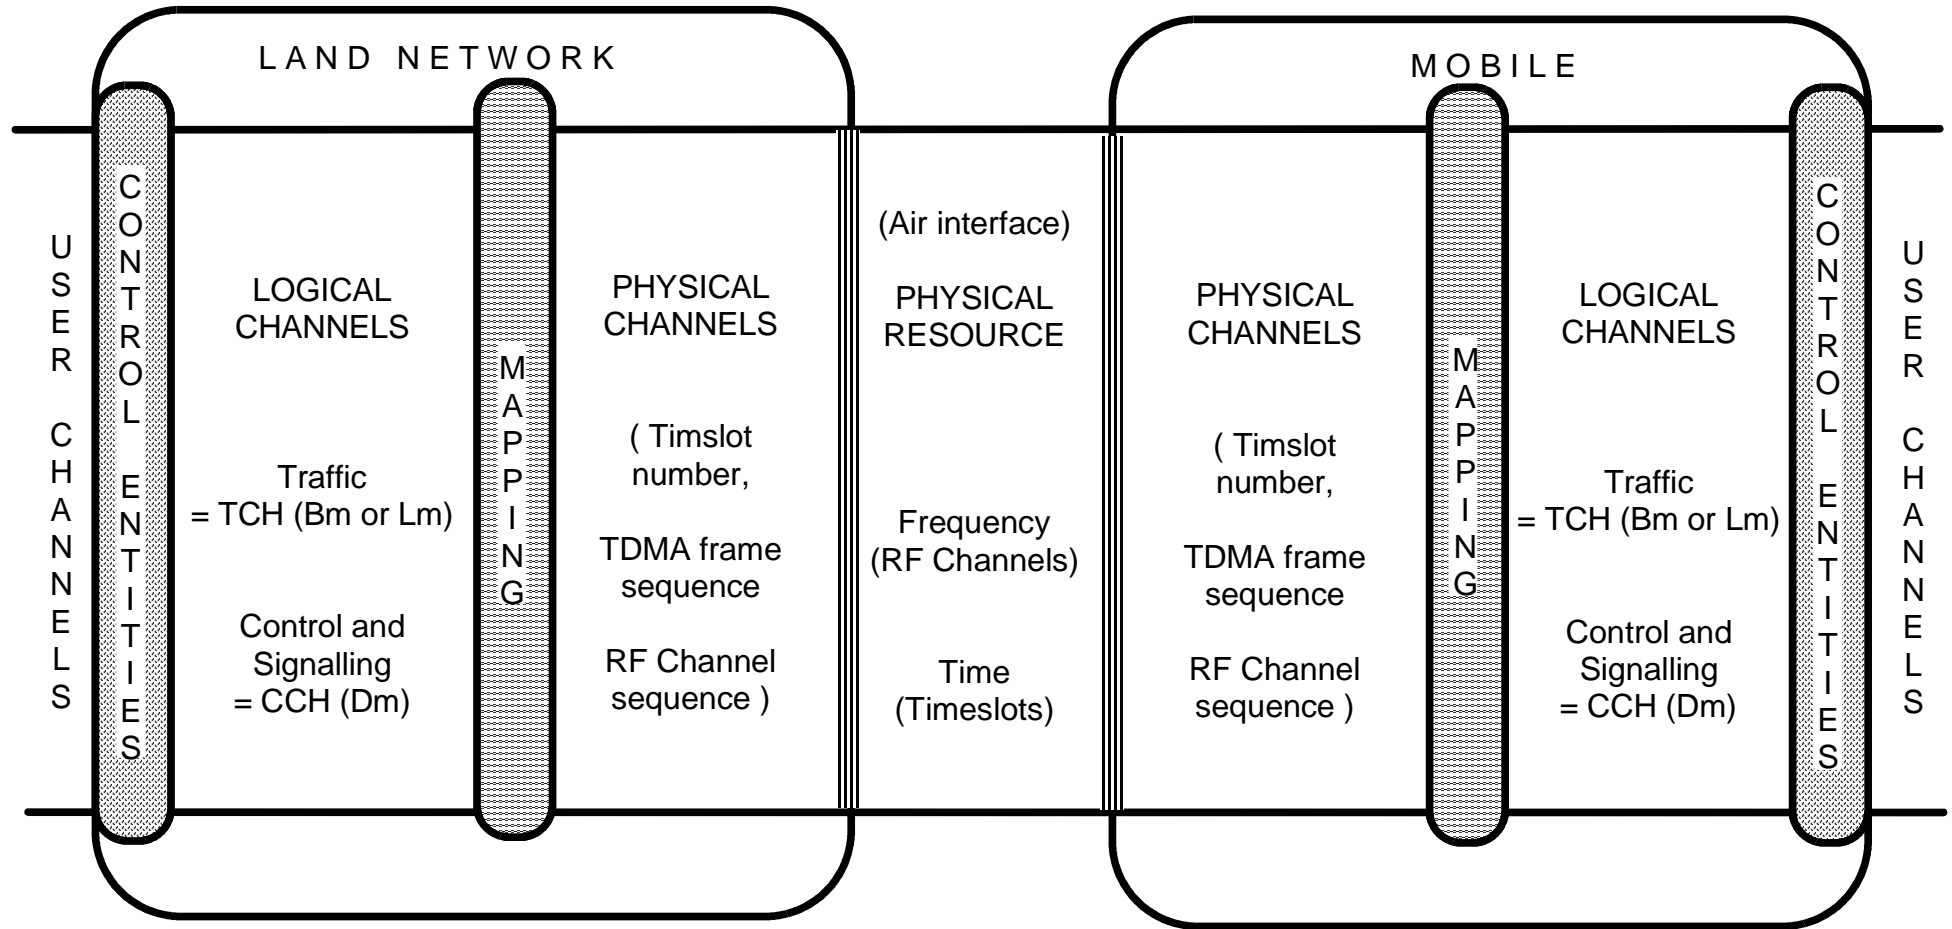 LAND NETWORK
MOBILE
USER CHANNELS
CONTROL ENTITIES
LOGICAL
CHANNELS
Traffic
= TCH (Bm or Lm)
Control and
Signalling
= CCH (Dm)
MAPPING
PHYSICAL
CHANNELS
( Timslot
number,
TDMA frame
sequence
RF Channel
sequence )
(Air interface)
PHYSICAL
RESOURCE
Frequency
(RF Channels)
Time
(Timeslots)
PHYSICAL
CHANNELS
( Timslot
number,
TDMA frame
sequence
RF Channel
sequence )
MAPPING
LOGICAL
CHANNELS
Traffic
= TCH (Bm or Lm)
Control and
Signalling
= CCH (Dm)
CONTROL ENTITIES
USER CHANNELS